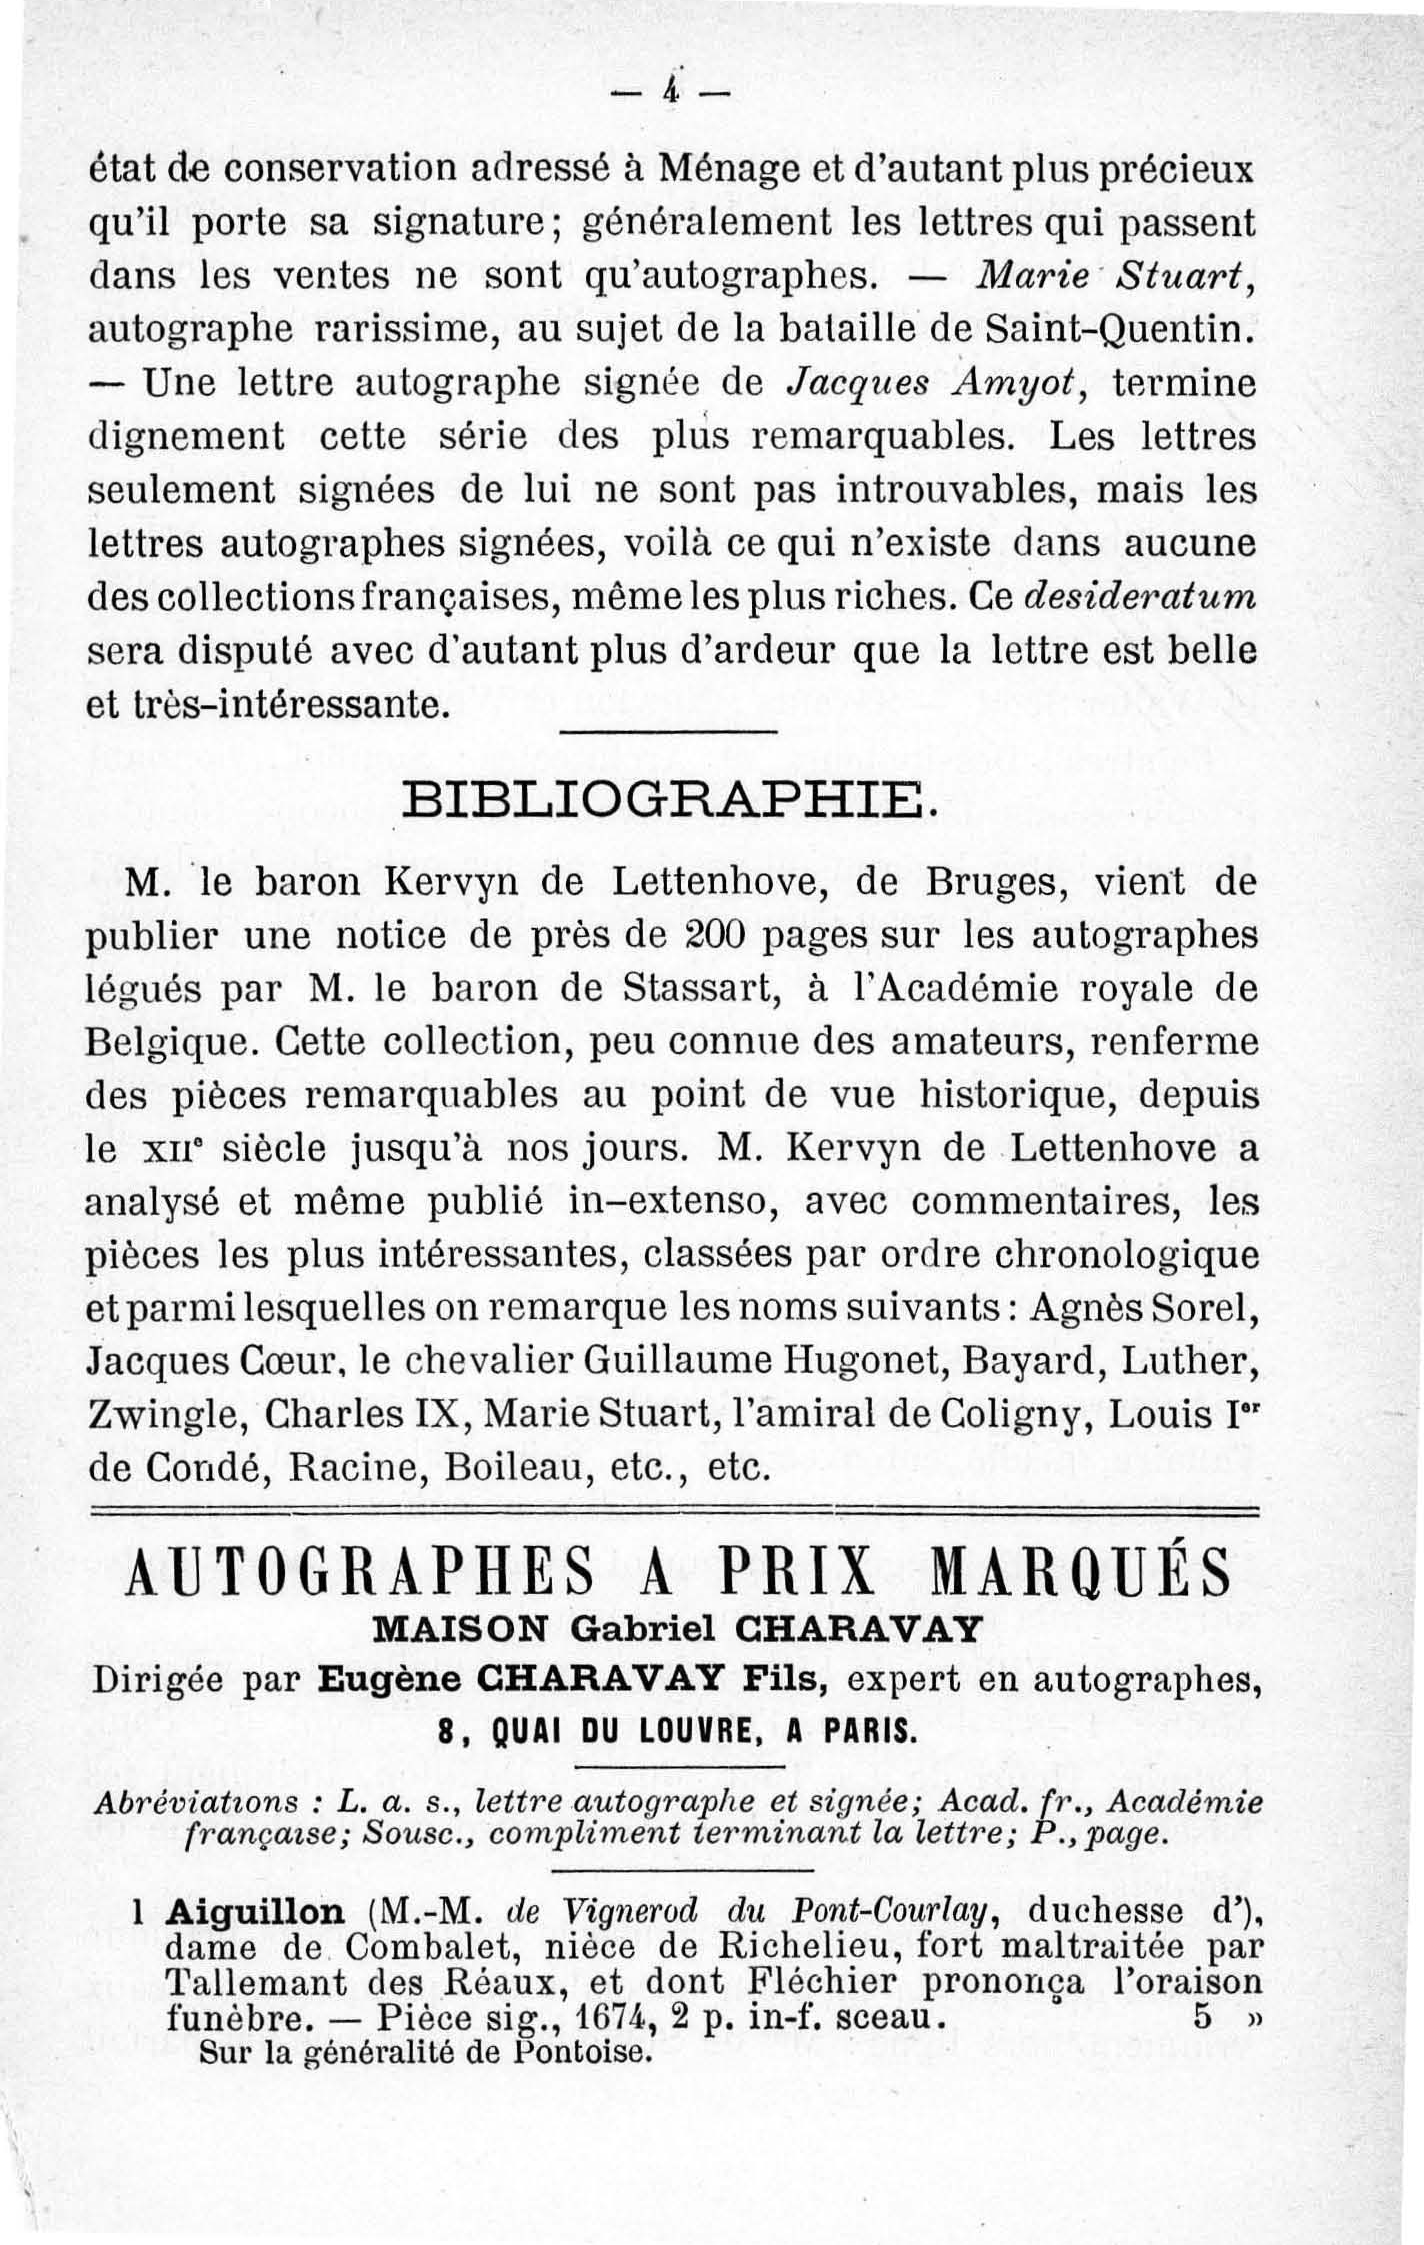 — 4 —
état de conservation adressé à Ménage et d'autant plus précieux
qu'il porte sa signature; généralement les lettres qui passent
dans les ventes ne sont qu'autographes. — Marie Stuart,
autographe rarissime, au sujet de la bataille de Saint-Quentin.
— Une lettre autographe signée de Jacques Amyot, termine
dignement cette série des plus remarquables. Les lettres
seulement signées de lui ne sont pas introuvables, mais les
lettres autographes signées, voilà ce qui n'existe dans aucune
des collections françaises, même les plus riches. Ce desideratum
sera disputé avec d'autant plus d'ardeur que la lettre est belle
et très-intéressante.
BIBLIOGRAPHIE.
M. le baron Kervyn de Lettenhove, de Bruges, vient de
publier une notice de près de 200 pages sur les autographes
légués par M. le baron de Stassart, à l'Académie royale de
Belgique. Cette collection, peu connue des amateurs, renferme
des pièces remarquables au point de vue historique, depuis
le XIIe siècle jusqu'à nos jours. M. Kervyn de Lettenhove a
analysé et même publié in-extenso, avec commentaires, les
pièces les plus intéressantes, classées par ordre chronologique
et parmi lesquelles on remarque les noms suivants : Agnès Sorel,
Jacques Cœur, le chevalier Guillaume Hugonet, Bayard, Luther,
Zwingle, Charles IX, Marie Stuart, l'amiral de Coligny, Louis Ier
de Condé, Racine, Boileau, etc., etc.
AUTOGRAPHES A PRIX MARQUÉS
MAISON Gabriel CHARAVAY
Dirigée par Eugène CHARAVAY Fils, expert en autographes,
8, QUAI DU LOUVRE, A PARIS.
Abréviations : L. a. s., lettre autographe et signée; Acad. fr., Académie
française; Sousc., compliment terminant la lettre; P., page.
1 Aiguillon (M.-M. de Vignerod du Pont-Courlay, duchesse d'),
dame de Combalet, nièce de Richelieu, fort maltraitée par
Tallemant des Réaux, et dont Fléchier prononça l'oraison
funèbre. — Pièce sig., 1674, 2 p. in-f. sceau. 5 »
Sur la généralité de Pontoise.